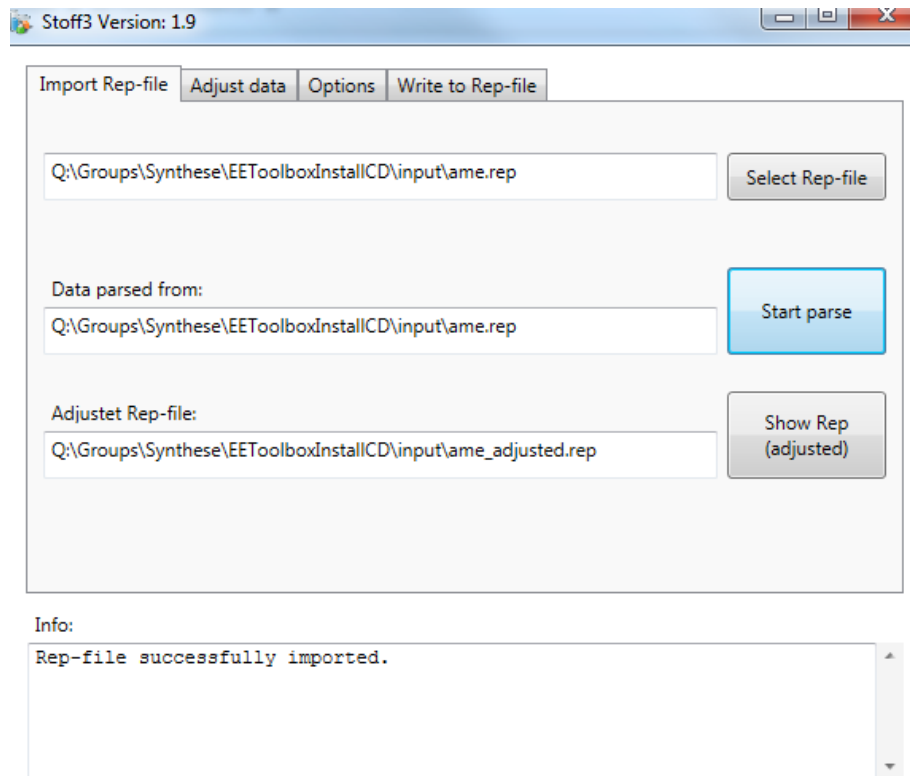 Stoff3 Version: 1.9
Import Rep-file Adjust data Options Write to Rep-file
Q:\Groups\Synthese\EEToolboxInstallCD\input\ame.rep
Select Rep-file
Data parsed from:
Q:\Groups\Synthese\EEToolboxInstallCD\input\ame.rep
Start parse
Adjustet Rep-file:
Q:\Groups\Synthese\EEToolboxInstallCD\input\ame_adjusted.rep
Show Rep
(adjusted)
Info:
Rep-file successfully imported.